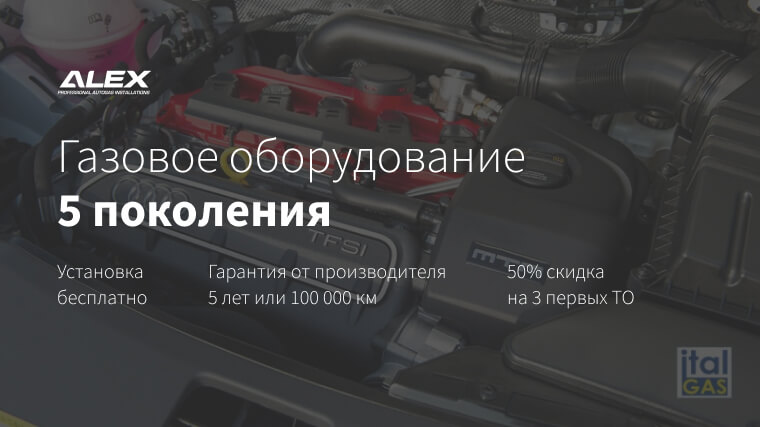 ALEX
PROFESSIONAL AUTOGAS INSTALLATIONS
Газовое оборудование
5 поколения
Установка
бесплатно
Гарантия от производителя
5 лет или 100 000 км
50% скидка
на 3 первых ТО
TFSI
ital
GAS